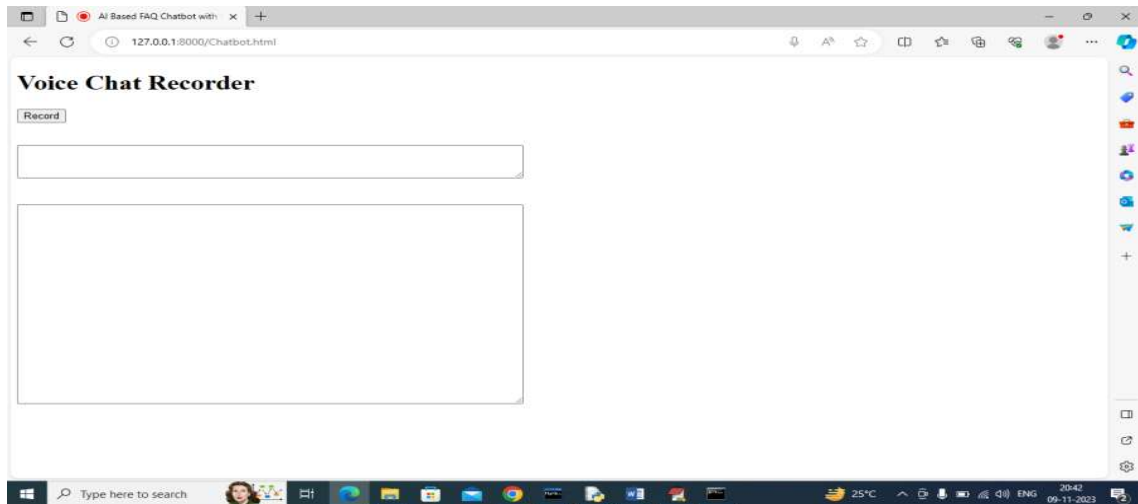 AI Based FAQ Chatbot with
127.0.0.1:8000/Chatbot.html
Voice Chat Recorder
Record
Type here to search
25°C
ENG
20:42
09-11-2023